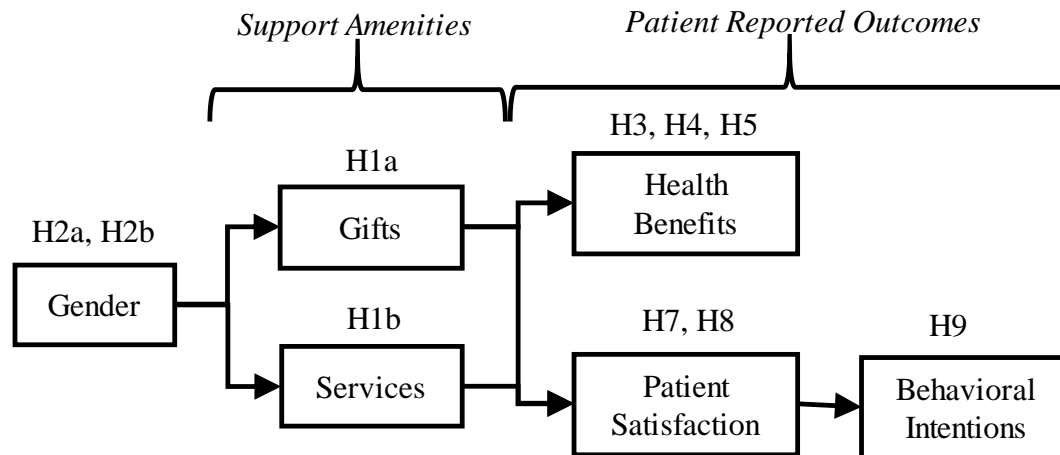 Support Amenities
Patient Reported Outcomes
H3, H4, H5
H1a
Health
Benefits
Gifts
H2a, H2b
Gender
H1b
H7, H8
H9
Services
Patient
Satisfaction
Behavioral
Intentions